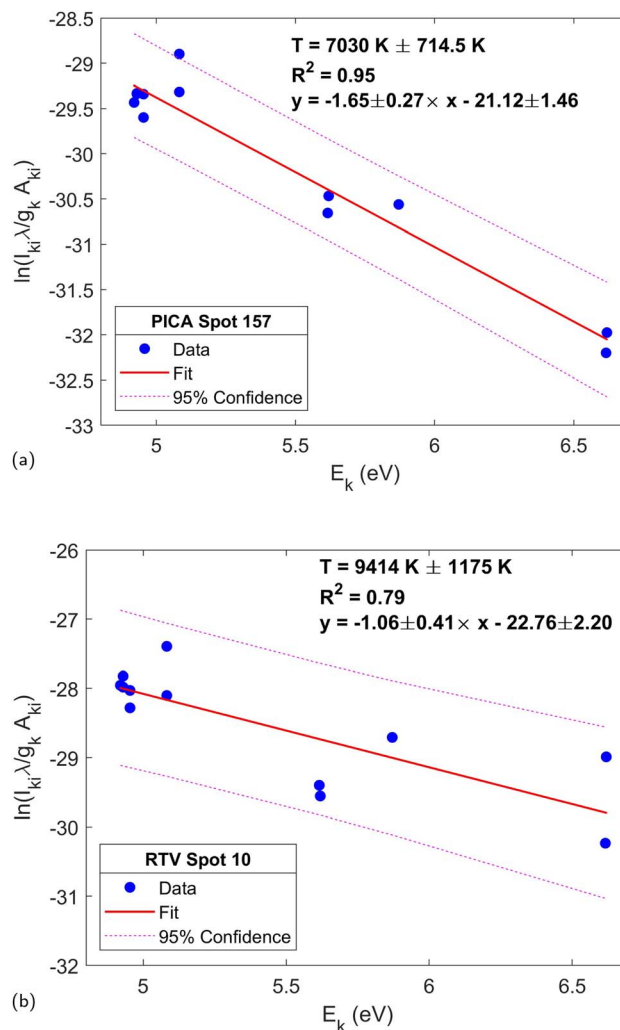 -28.5
T = 7030 K ± 714.5 K
-29
R² = 0.95
y = -1.65±0.27× x - 21.12±1.46
-29.5
-30
-30.5
-31
-31.5
-32
-32.5
-33
ln(I_ki λ/g_k A_ki)
PICA Spot 157
Data
Fit
95% Confidence
5 5.5 6 6.5
E_k (eV)
(a)
-26
T = 9414 K ± 1175 K
R² = 0.79
-27
y = -1.06±0.41× x - 22.76±2.20
-28
-29
-30
-31
-32
ln(I_ki λ/g_k A_ki)
RTV Spot 10
Data
Fit
95% Confidence
5 5.5 6 6.5
E_k (eV)
(b)